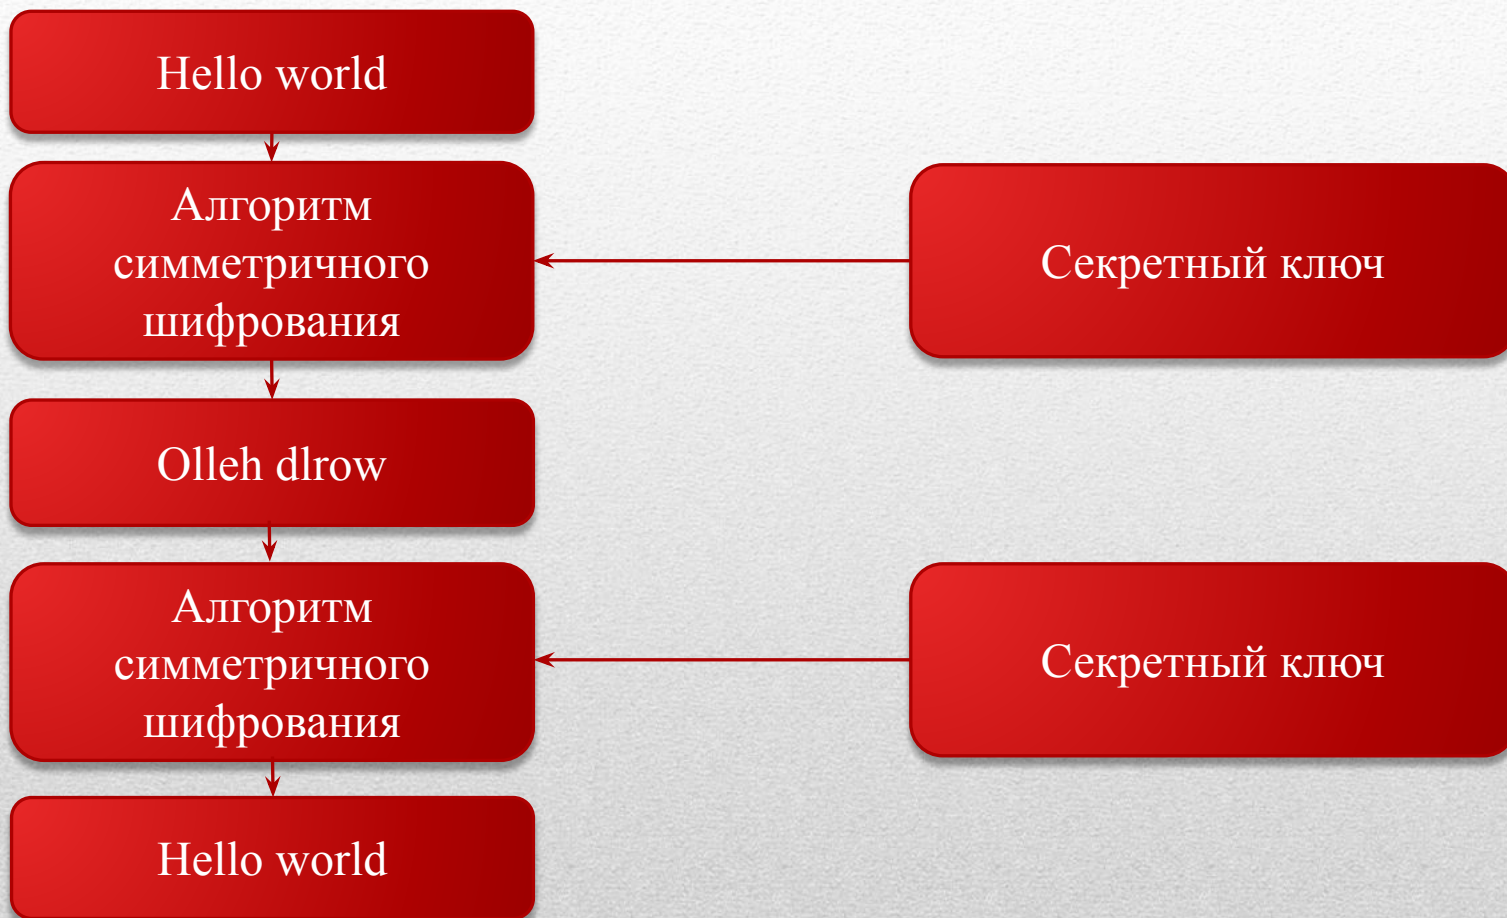 Hello world
Алгоритм
симметричного
шифрования
Секретный ключ
Olleh dlrow
Алгоритм
симметричного
шифрования
Секретный ключ
Hello world